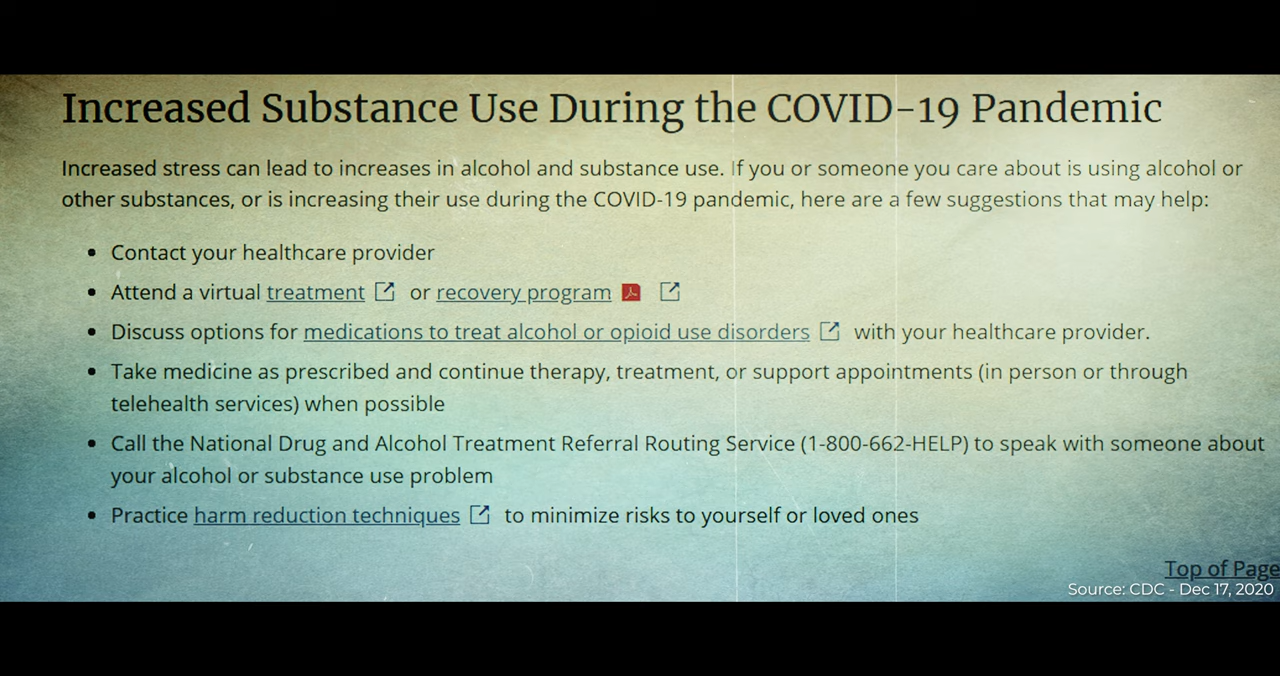 Increased Substance Use During the COVID-19 Pandemic
Increased stress can lead to increases in alcohol and substance use. If you or someone you care about is using alcohol or
other substances, or is increasing their use during the COVID-19 pandemic, here are a few suggestions that may help:
• Contact your healthcare provider
• Attend a virtual treatment or recovery program
• Discuss options for medications to treat alcohol or opioid use disorders with your healthcare provider.
• Take medicine as prescribed and continue therapy, treatment, or support appointments (in person or through
telehealth services) when possible
• Call the National Drug and Alcohol Treatment Referral Routing Service (1-800-662-HELP) to speak with someone about
your alcohol or substance use problem
• Practice harm reduction techniques to minimize risks to yourself or loved ones
Top of Page
Source: CDC - Dec 17, 2020